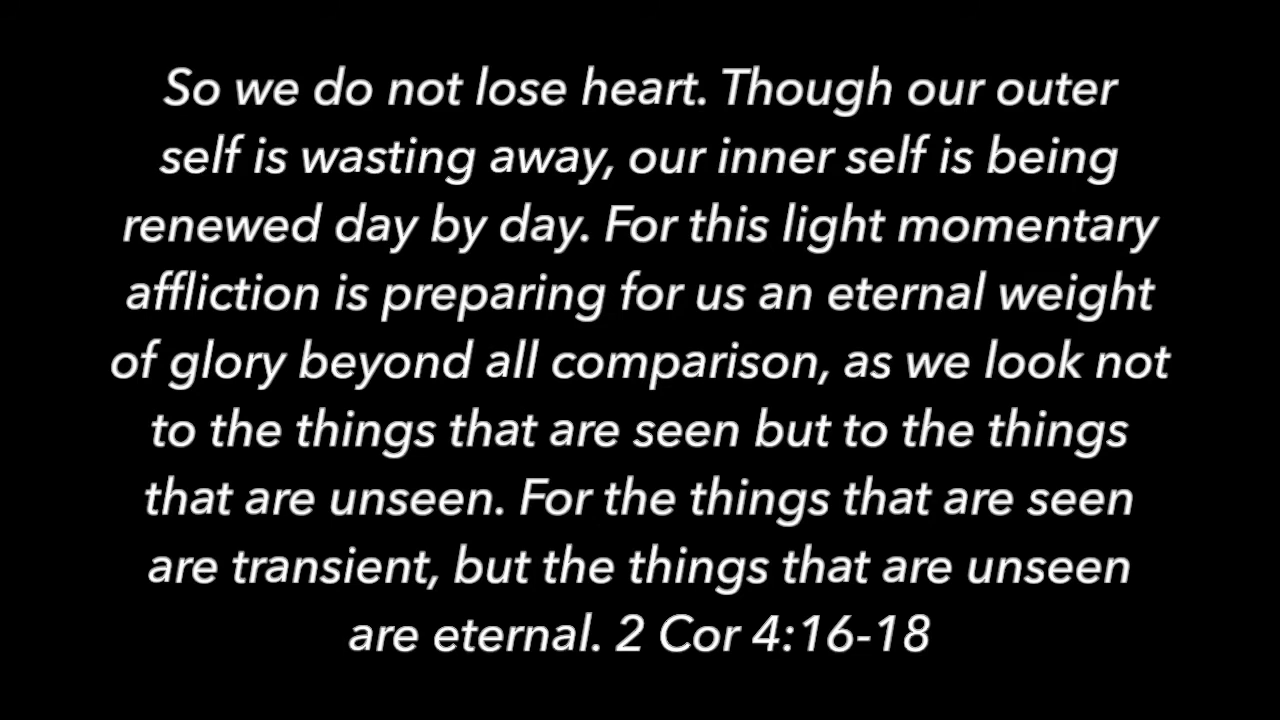 So we do not lose heart. Though our outer
self is wasting away, our inner self is being
renewed day by day. For this light momentary
affliction is preparing for us an eternal weight
of glory beyond all comparison, as we look not
to the things that are seen but to the things
that are unseen. For the things that are seen
are transient, but the things that are unseen
are eternal. 2 Cor 4:16-18